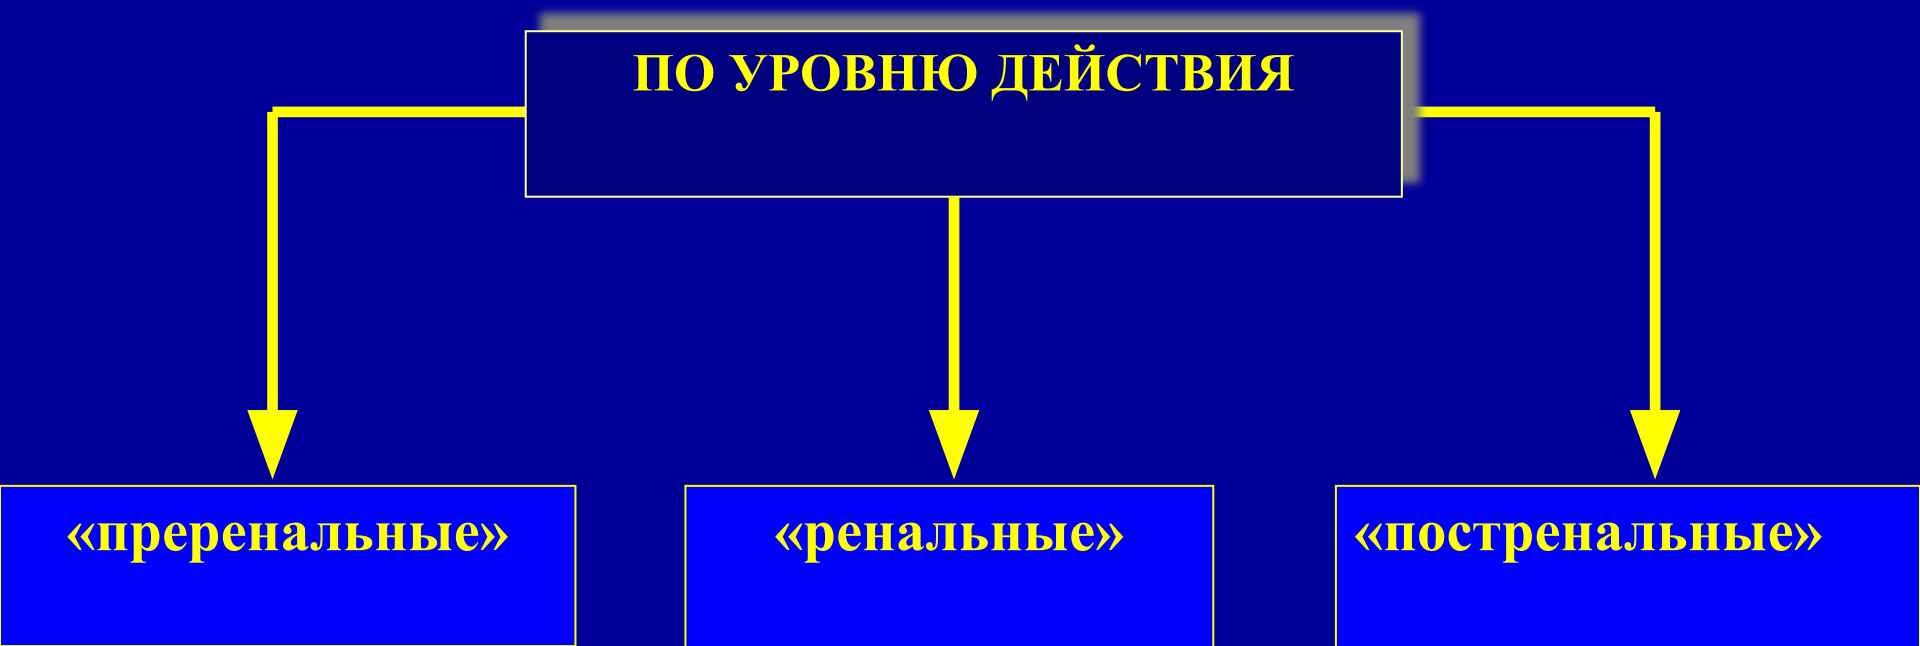 ПО УРОВНЮ ДЕЙСТВИЯ
«преренальные»
«ренальные»
«постренальные»